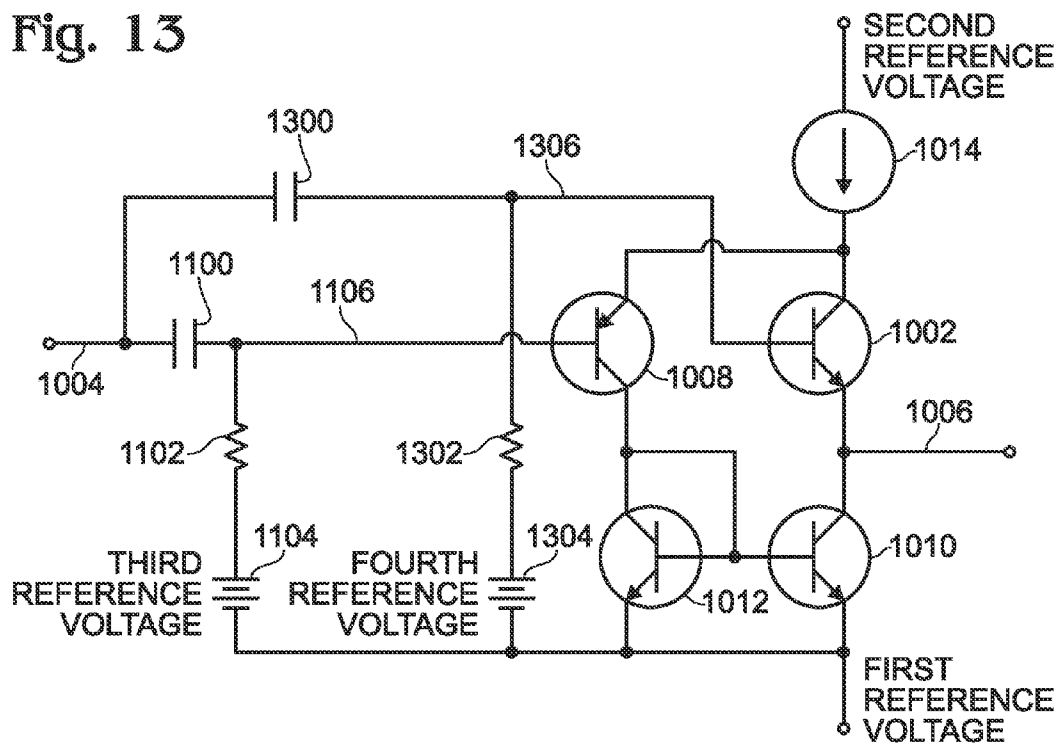 Fig. 13
SECOND
REFERENCE
VOLTAGE
1300
1306
1014
1100
1106
1004
1008
1002
1006
1102
1302
1104
1304
THIRD
REFERENCE
VOLTAGE
FOURTH
REFERENCE
VOLTAGE
1012
1010
FIRST
REFERENCE
VOLTAGE